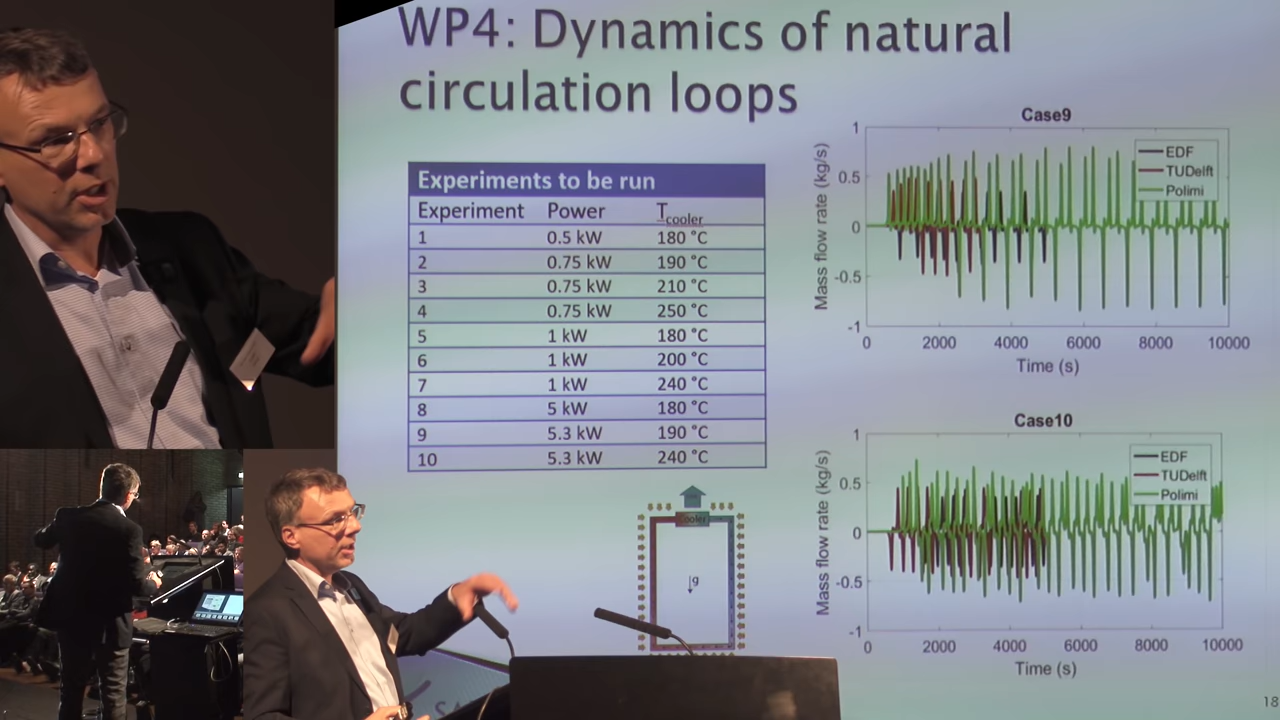 WP4: Dynamics of natural
circulation loops
Experiments to be run
Experiment Power Tcooler
1 0.5 kW 180 °C
2 0.75 kW 190 °C
3 0.75 kW 210 °C
4 0.75 kW 250 °C
5 1 kW 180 °C
6 1 kW 200 °C
7 1 kW 240 °C
8 5 kW 180 °C
9 5.3 kW 190 °C
10 5.3 kW 240 °C
Case9
Mass flow rate (kg/s)
1
0.5
0
-0.5
-1
EDF
TUDelft
Polimi
0 2000 4000 6000 8000 10000
Time (s)
Case10
Mass flow rate (kg/s)
1
0.5
0
-0.5
-1
EDF
TUDelft
Polimi
0 2000 4000 6000 8000 10000
Time (s)
cooler
g
18